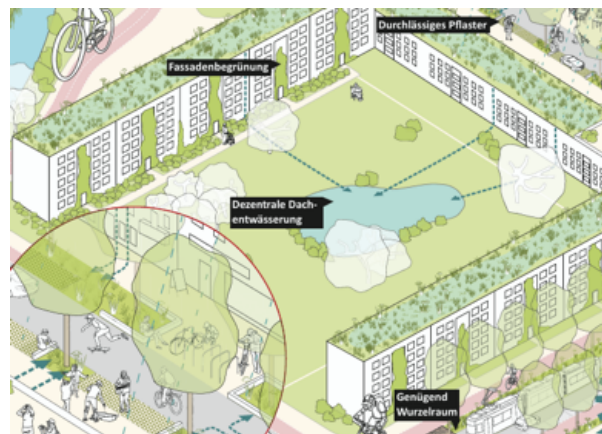 Durchlässiges Pflaster
Fassadenbegrünung
Dezentrale Dach-
entwässerung
Genügend
Wurzelraum